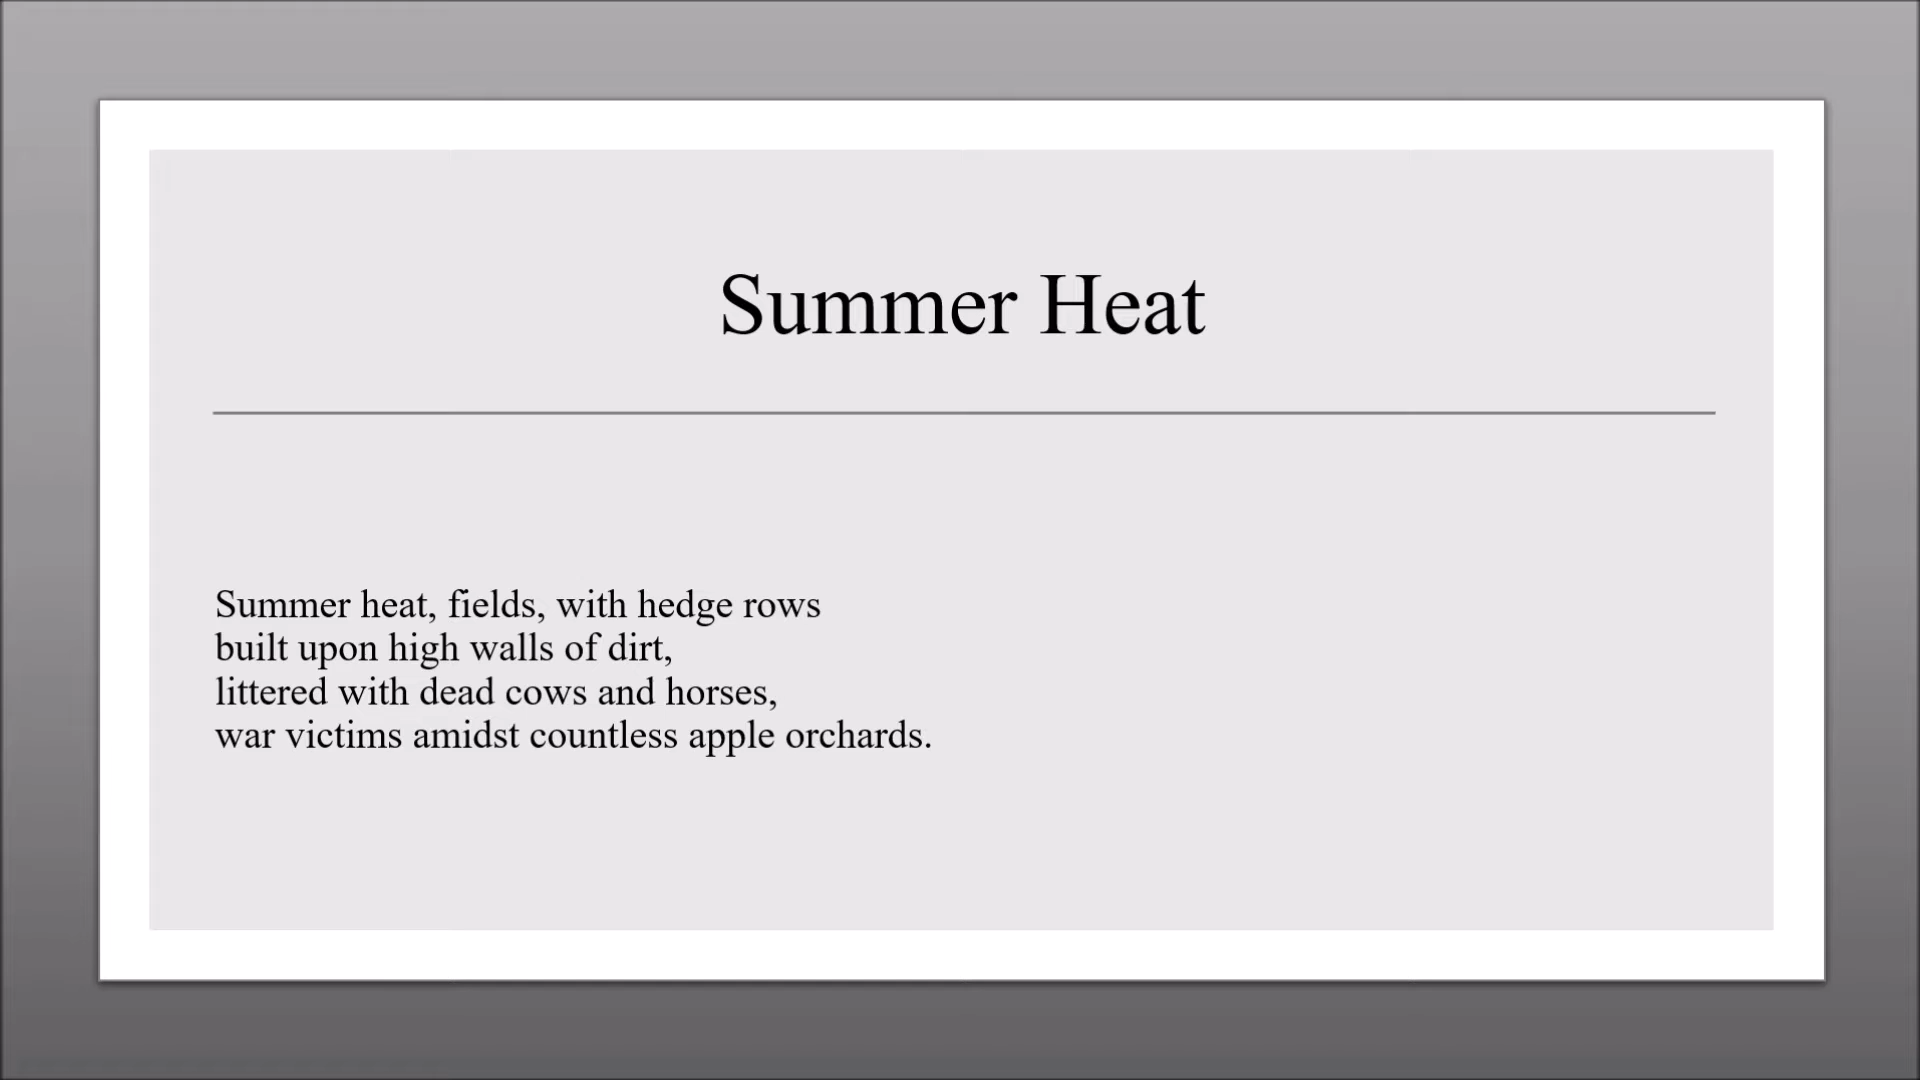 Summer Heat
Summer heat, fields, with hedge rows
built upon high walls of dirt,
littered with dead cows and horses,
war victims amidst countless apple orchards.